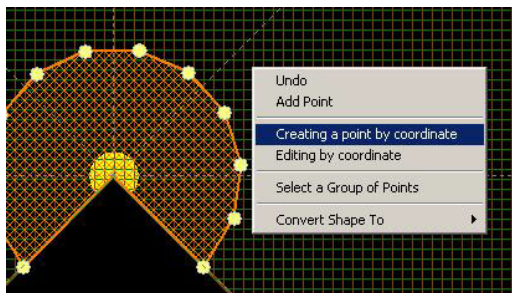 Undo
Add Point
Creating a point by coordinate
Editing by coordinate
Select a Group of Points
Convert Shape To